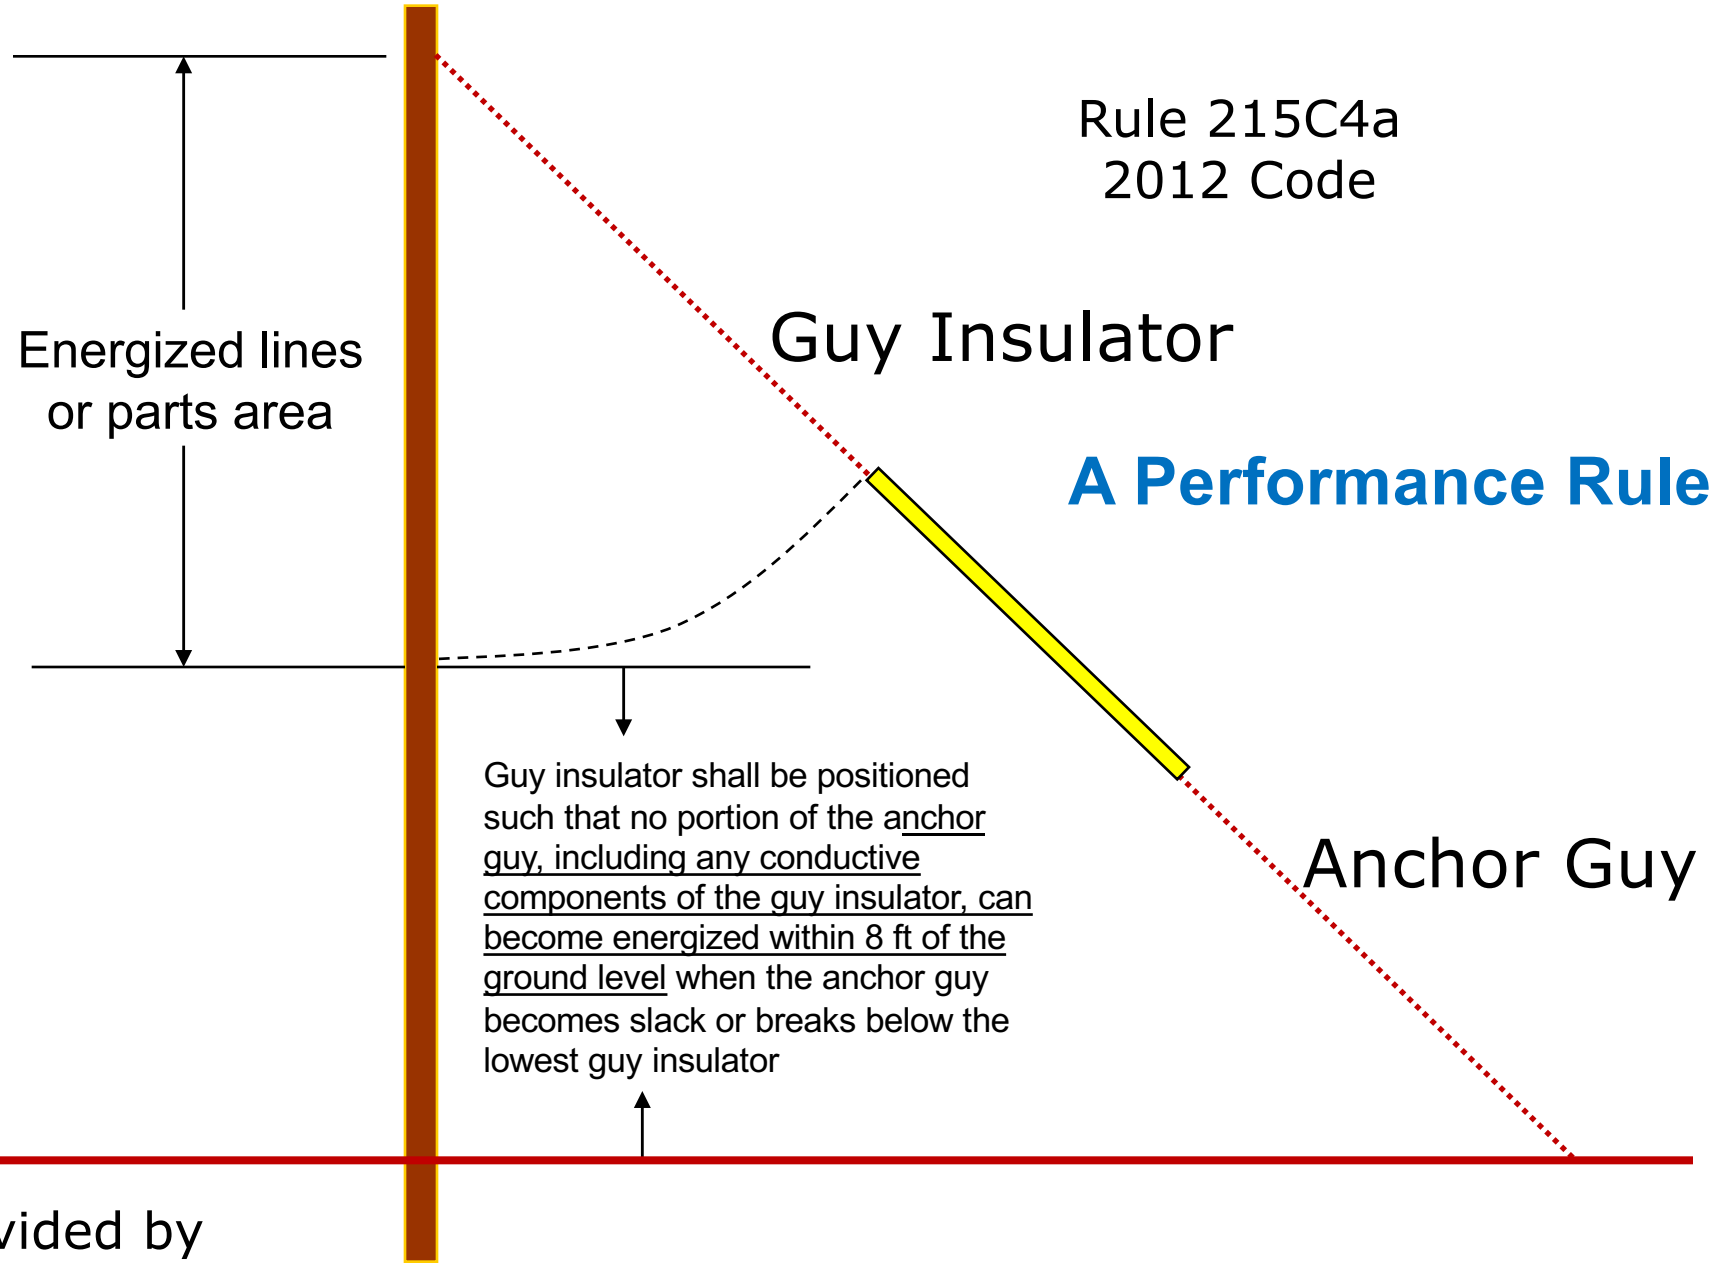 Rule 215C4a
2012 Code
Guy Insulator
Energized lines
or parts area
A Performance Rule
Guy insulator shall be positioned
such that no portion of the anchor
guy, including any conductive
components of the guy insulator, can
become energized within 8 ft of the
ground level when the anchor guy
becomes slack or breaks below the
lowest guy insulator
Anchor Guy
vided by